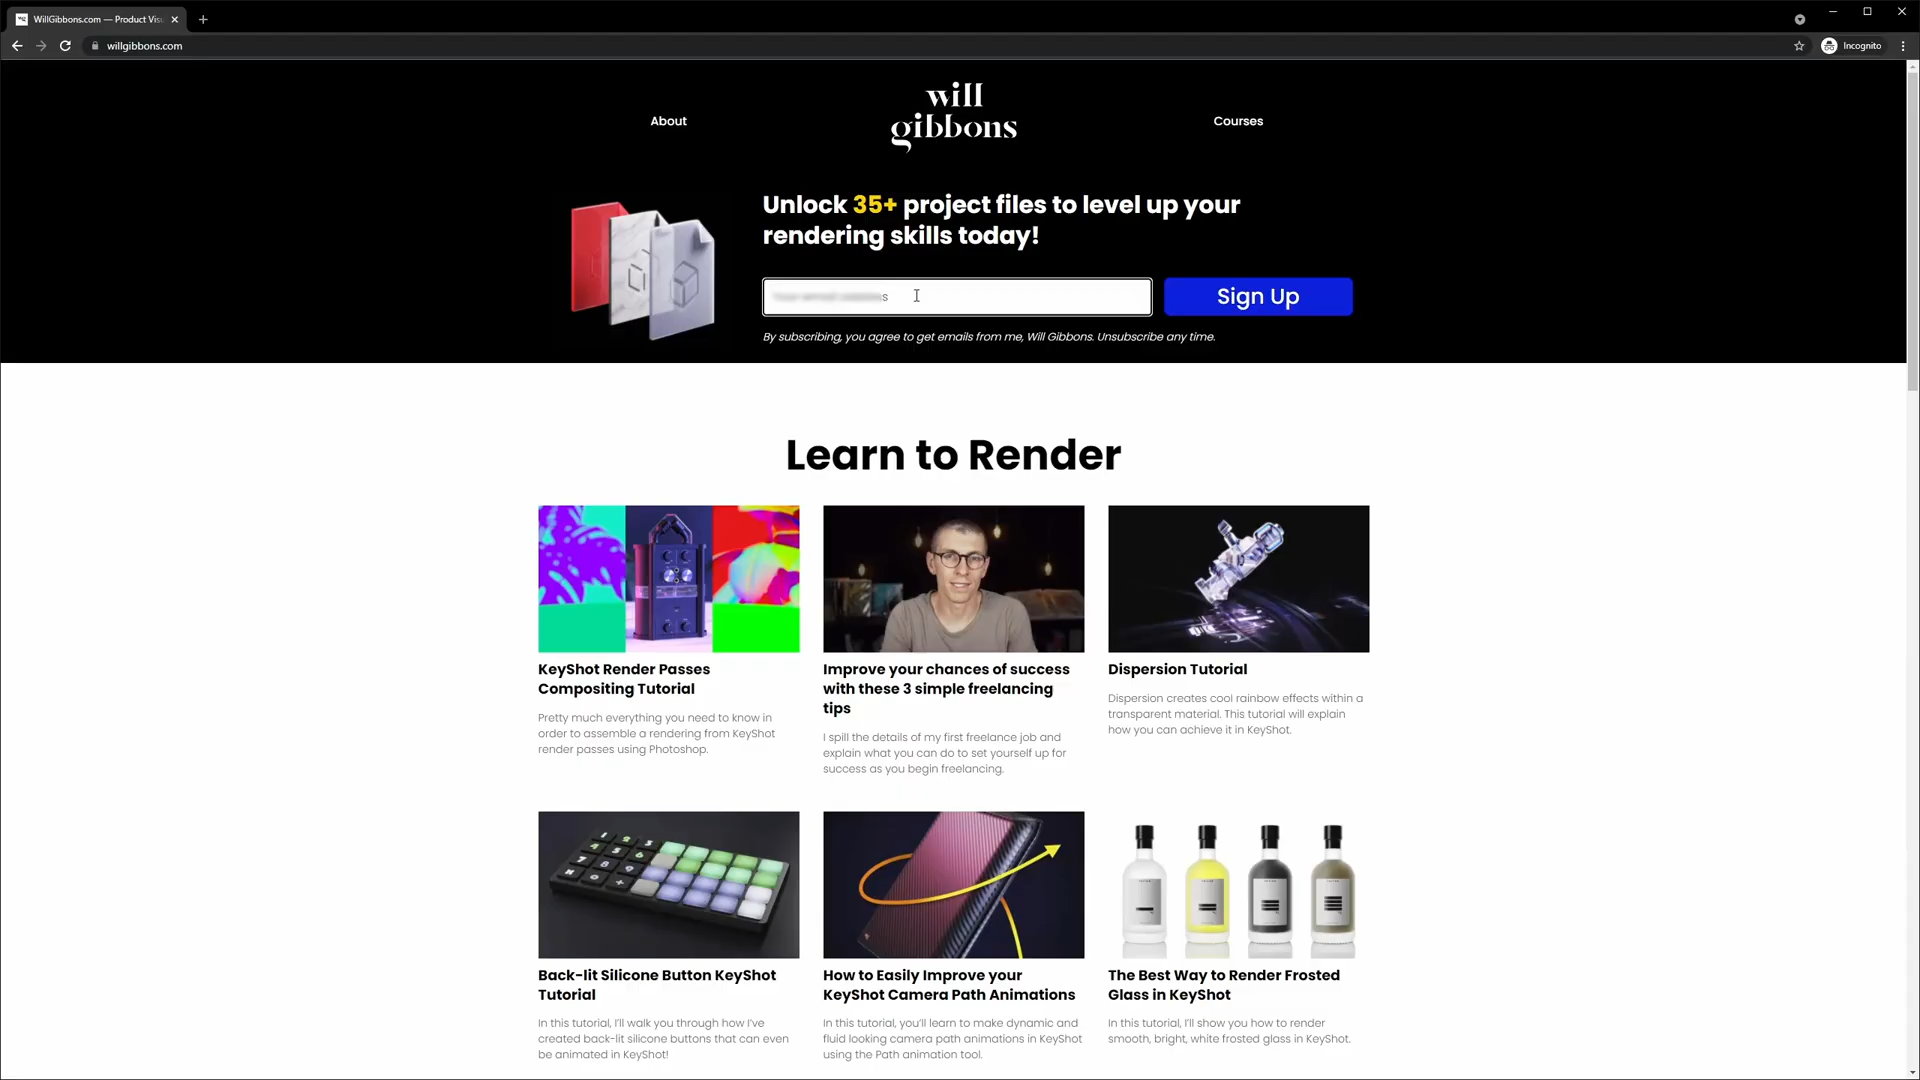 WillGibbons.com — Product Visu
willgibbons.com
Incognito
About
will
gibbons
Courses
Unlock 35+ project files to level up your
rendering skills today!
Sign Up
By subscribing, you agree to get emails from me, Will Gibbons. Unsubscribe any time.
Learn to Render
KeyShot Render Passes
Compositing Tutorial
Pretty much everything you need to know in
order to assemble a rendering from KeyShot
render passes using Photoshop.
Improve your chances of success
with these 3 simple freelancing
tips
I spill the details of my first freelance job and
explain what you can do to set yourself up for
success as you begin freelancing.
Dispersion Tutorial
Dispersion creates cool rainbow effects within a
transparent material. This tutorial will explain
how you can achieve it in KeyShot.
Back-lit Silicone Button KeyShot
Tutorial
In this tutorial, I'll walk you through how I've
created back-lit silicone buttons that can even
be animated in KeyShot!
How to Easily Improve your
KeyShot Camera Path Animations
In this tutorial, you'll learn to make dynamic and
fluid looking camera path animations in KeyShot
using the Path animation tool.
The Best Way to Render Frosted
Glass in KeyShot
In this tutorial, I'll show you how to render
smooth, bright, white frosted glass in KeyShot.